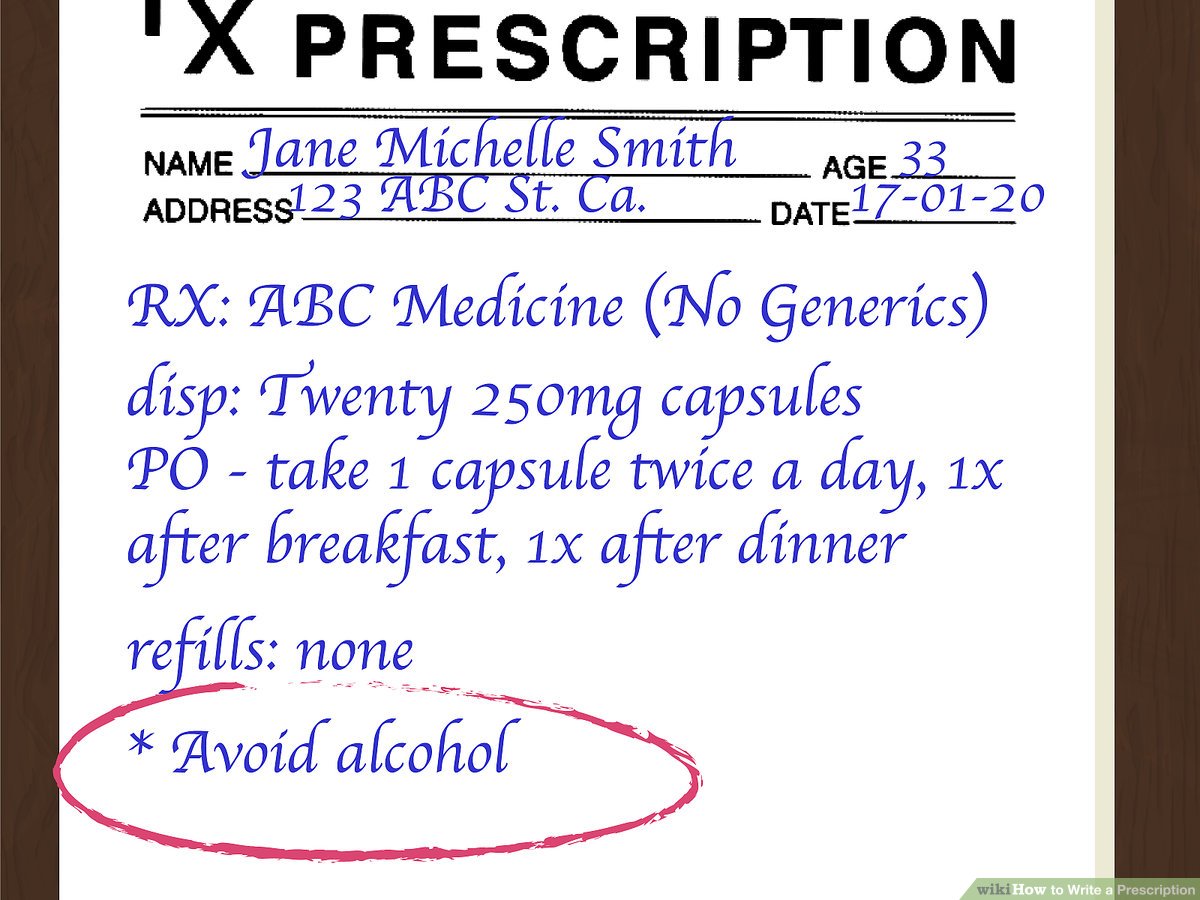 rx PRESCRIPTION
NAME Jane Michelle Smith AGE 33
ADDRESS 123 ABC St. Ca. DATE 17-01-20
RX: ABC Medicine (No Generics)
disp: Twenty 250mg capsules
PO - take 1 capsule twice a day, 1x
after breakfast, 1x after dinner
refills: none
* Avoid alcohol
wikiHow to Write a Prescription